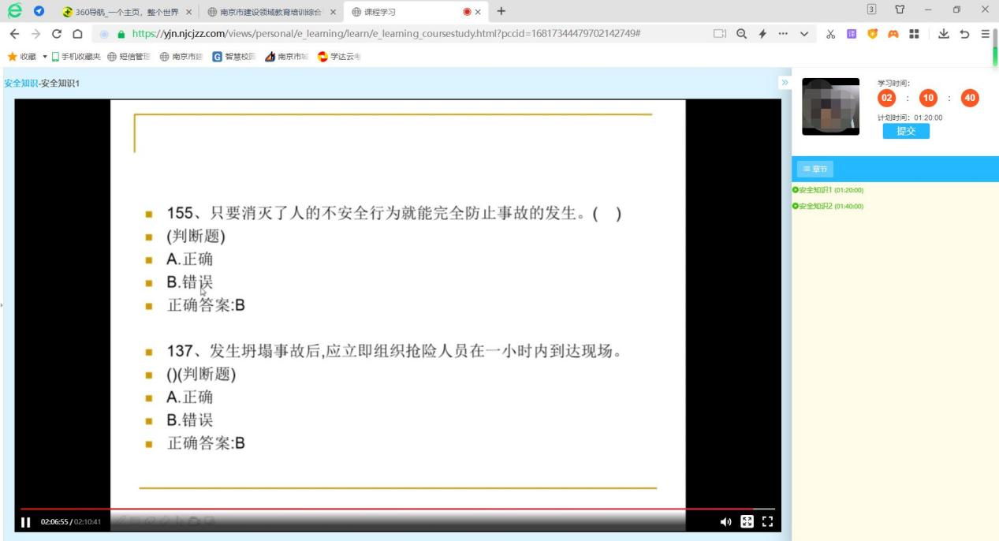 360导航_一个主页，整个世界
南京市建设领域教育培训综合
课程学习
3
https://yjn.njcjzz.com/views/personal/e_learning/learn/e_learning_coursestudy.html?pccid=16817344479702142749#
译
收藏
手机收藏夹
短信管理
南京市建
智慧校园
南京市城
学达云考
安全知识-安全知识1
155、只要消灭了人的不安全行为就能完全防止事故的发生。( )
(判断题)
A.正确
B.错误
正确答案:B
137、发生坍塌事故后,应立即组织抢险人员在一小时内到达现场。
()(判断题)
A.正确
B.错误
正确答案:B
02:06:55 / 02:10:41
学习时间：
02 : 10 : 40
计划时间：01:20:00
提交
章节
安全知识1 (01:20:00)
安全知识2 (01:40:00)